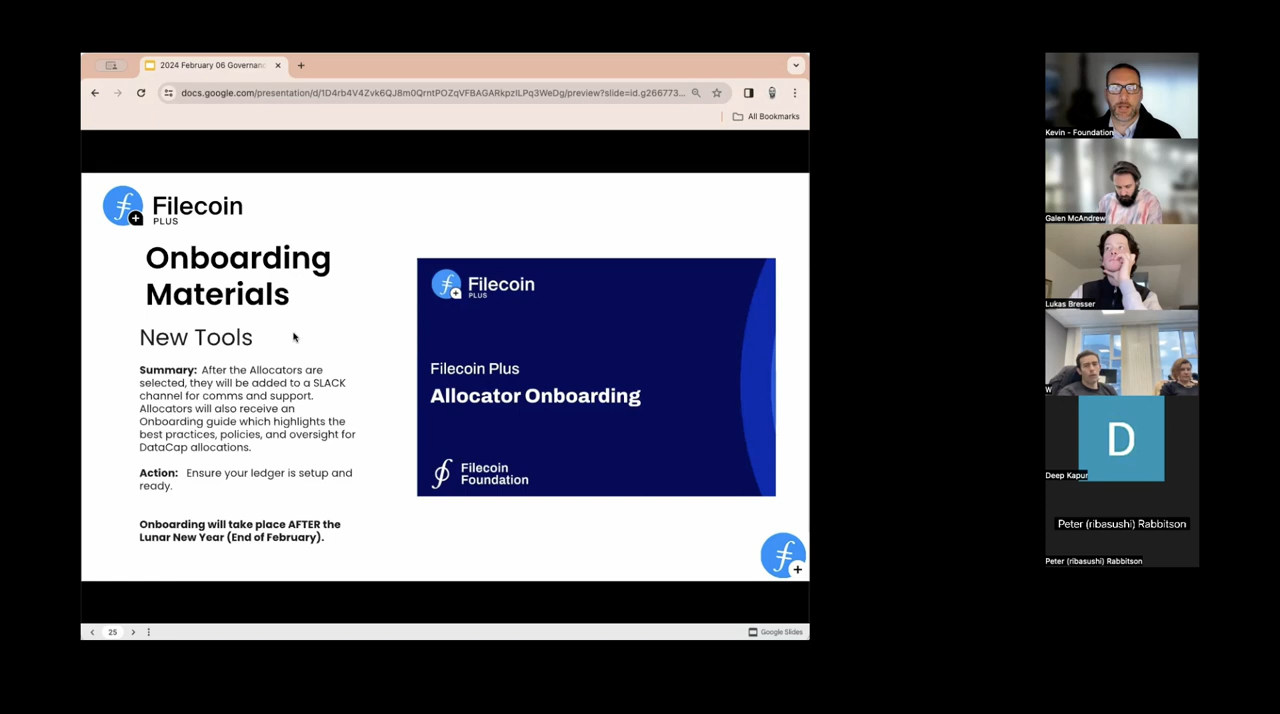 2024 February 06 Governanc
docs.google.com/presentation/d/1D4rb4V4Zvk6QJ8m0QrntPOZqVFBAGARkpzILPq3WeDg/preview?slide=id.g266773...
All Bookmarks
Filecoin
PLUS
Onboarding
Materials
New Tools
Summary: After the Allocators are
selected, they will be added to a SLACK
channel for comms and support.
Allocators will also receive an
Onboarding guide which highlights the
best practices, policies, and oversight for
DataCap allocations.
Action: Ensure your ledger is setup and
ready.
Onboarding will take place AFTER the
Lunar New Year (End of February).
Filecoin
PLUS
Filecoin Plus
Allocator Onboarding
Filecoin
Foundation
25
Google Slides
Kevin - Foundation
Galen McAndrew
Lukas Bresser
W
D
Deep Kapur
Peter (ribasushi) Rabbitson
Peter (ribasushi) Rabbitson